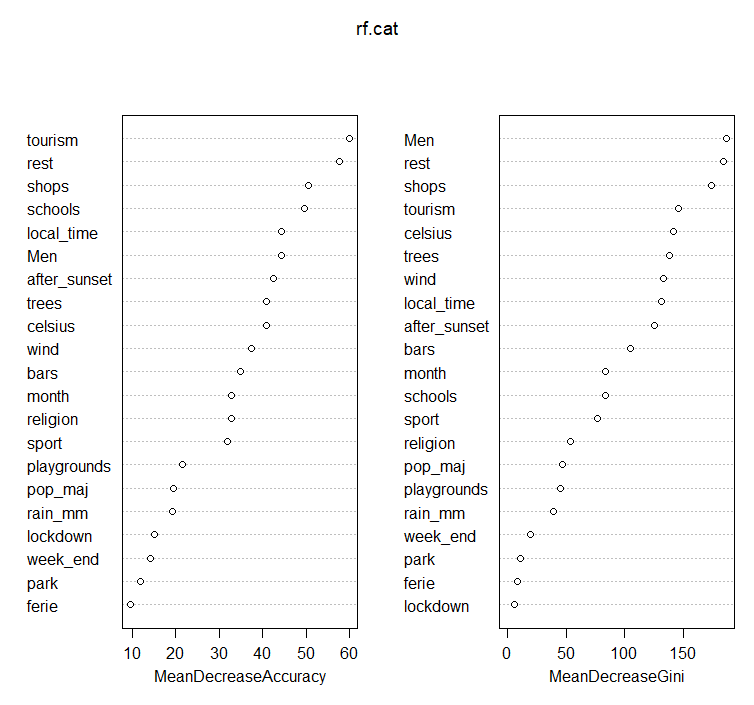 rf.cat
tourism
rest
shops
schools
local_time
Men
after_sunset
trees
celsius
wind
bars
month
religion
sport
playgrounds
pop_maj
rain_mm
lockdown
week_end
park
ferie
10 20 30 40 50 60
MeanDecreaseAccuracy
Men
rest
shops
tourism
celsius
trees
wind
local_time
after_sunset
bars
month
schools
sport
religion
pop_maj
playgrounds
rain_mm
week_end
park
ferie
lockdown
0 50 100 150
MeanDecreaseGini